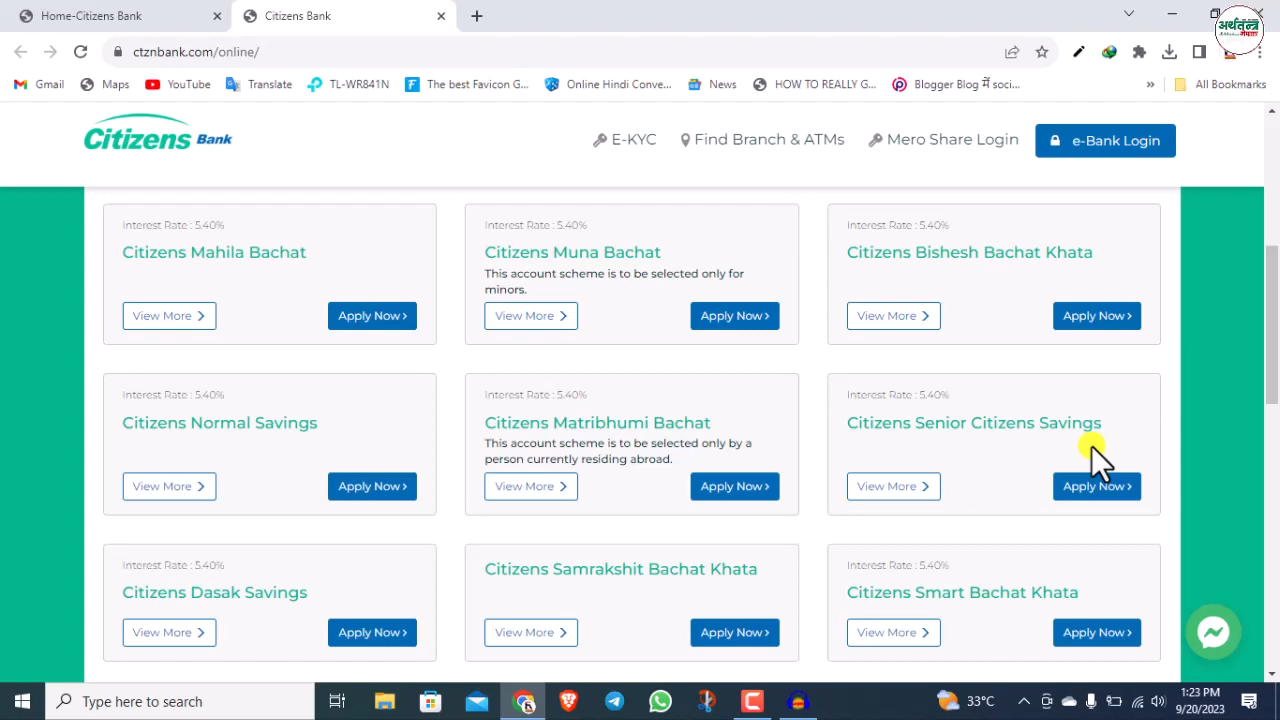 Home-Citizens Bank
Citizens Bank
अर्थतन्त्र
नेपाल
ctznbank.com/online/
Gmail
Maps
YouTube
Translate
TL-WR841N
The best Favicon G...
Online Hindi Conve...
News
HOW TO REALLY G...
Blogger Blog में soci...
»
All Bookmarks
Citizens Bank
E-KYC
Find Branch & ATMs
Mero Share Login
e-Bank Login
Interest Rate : 5.40%
Citizens Mahila Bachat
View More
Apply Now ›
Interest Rate : 5.40%
Citizens Muna Bachat
This account scheme is to be selected only for
minors.
View More
Apply Now ›
Interest Rate : 5.40%
Citizens Bishesh Bachat Khata
View More
Apply Now ›
Interest Rate : 5.40%
Citizens Normal Savings
View More
Apply Now ›
Interest Rate : 5.40%
Citizens Matribhumi Bachat
This account scheme is to be selected only by a
person currently residing abroad.
View More
Apply Now ›
Interest Rate : 5.40%
Citizens Senior Citizens Savings
View More
Apply Now ›
Interest Rate : 5.40%
Citizens Dasak Savings
View More
Apply Now ›
Citizens Samrakshit Bachat Khata
View More
Apply Now ›
Interest Rate : 5.40%
Citizens Smart Bachat Khata
View More
Apply Now ›
Type here to search
33°C
1:23 PM
9/20/2023